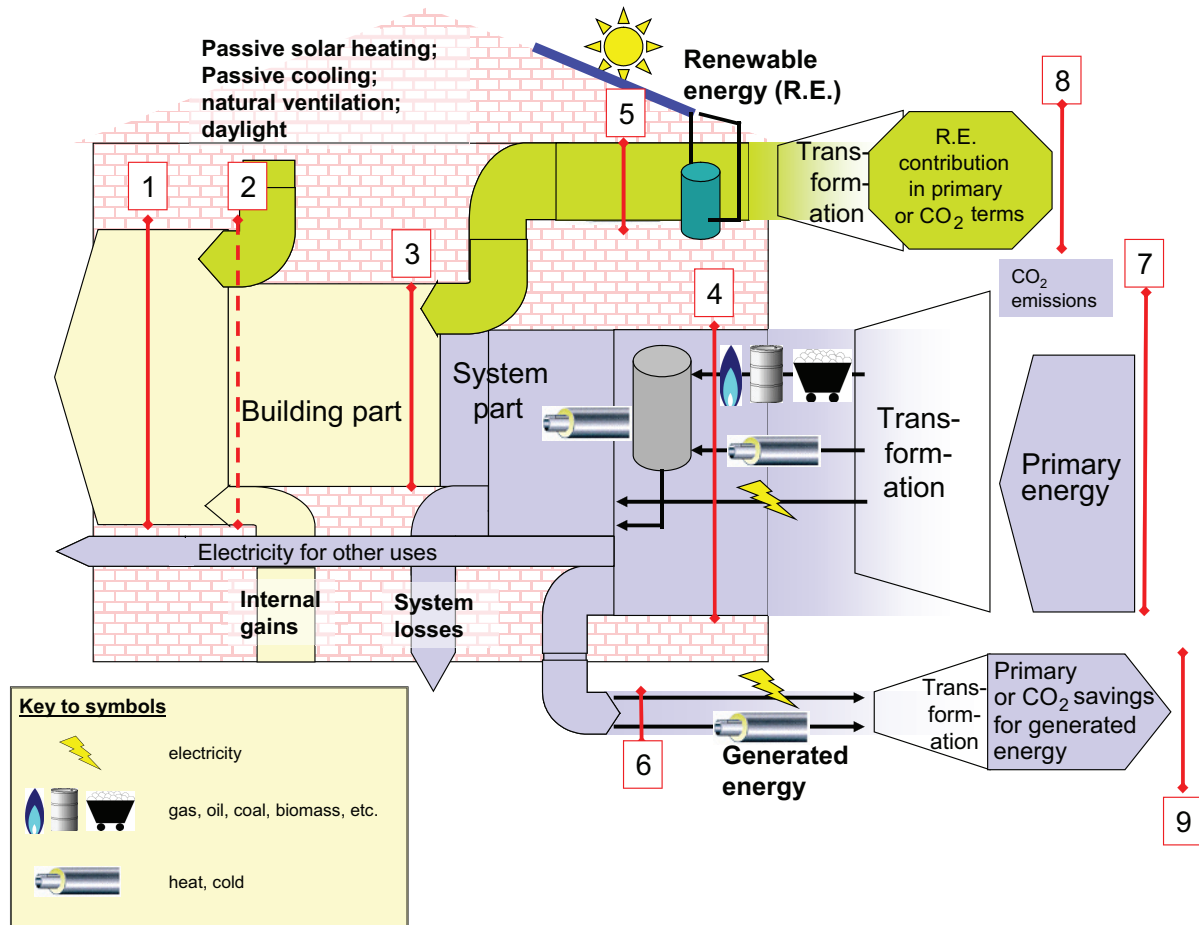 Passive solar heating;
Passive cooling;
natural ventilation;
daylight
Renewable
energy (R.E.)
8
5
1
2
Trans-
form-
ation
R.E.
contribution
in primary
or CO2 terms
3
7
4
CO2
emissions
System
part
Building part
Trans-
form-
ation
Primary
energy
Electricity for other uses
Internal
gains
System
losses
Key to symbols
electricity
gas, oil, coal, biomass, etc.
heat, cold
6
Generated
energy
Trans-
form-
ation
Primary
or CO2 savings
for generated
energy
9